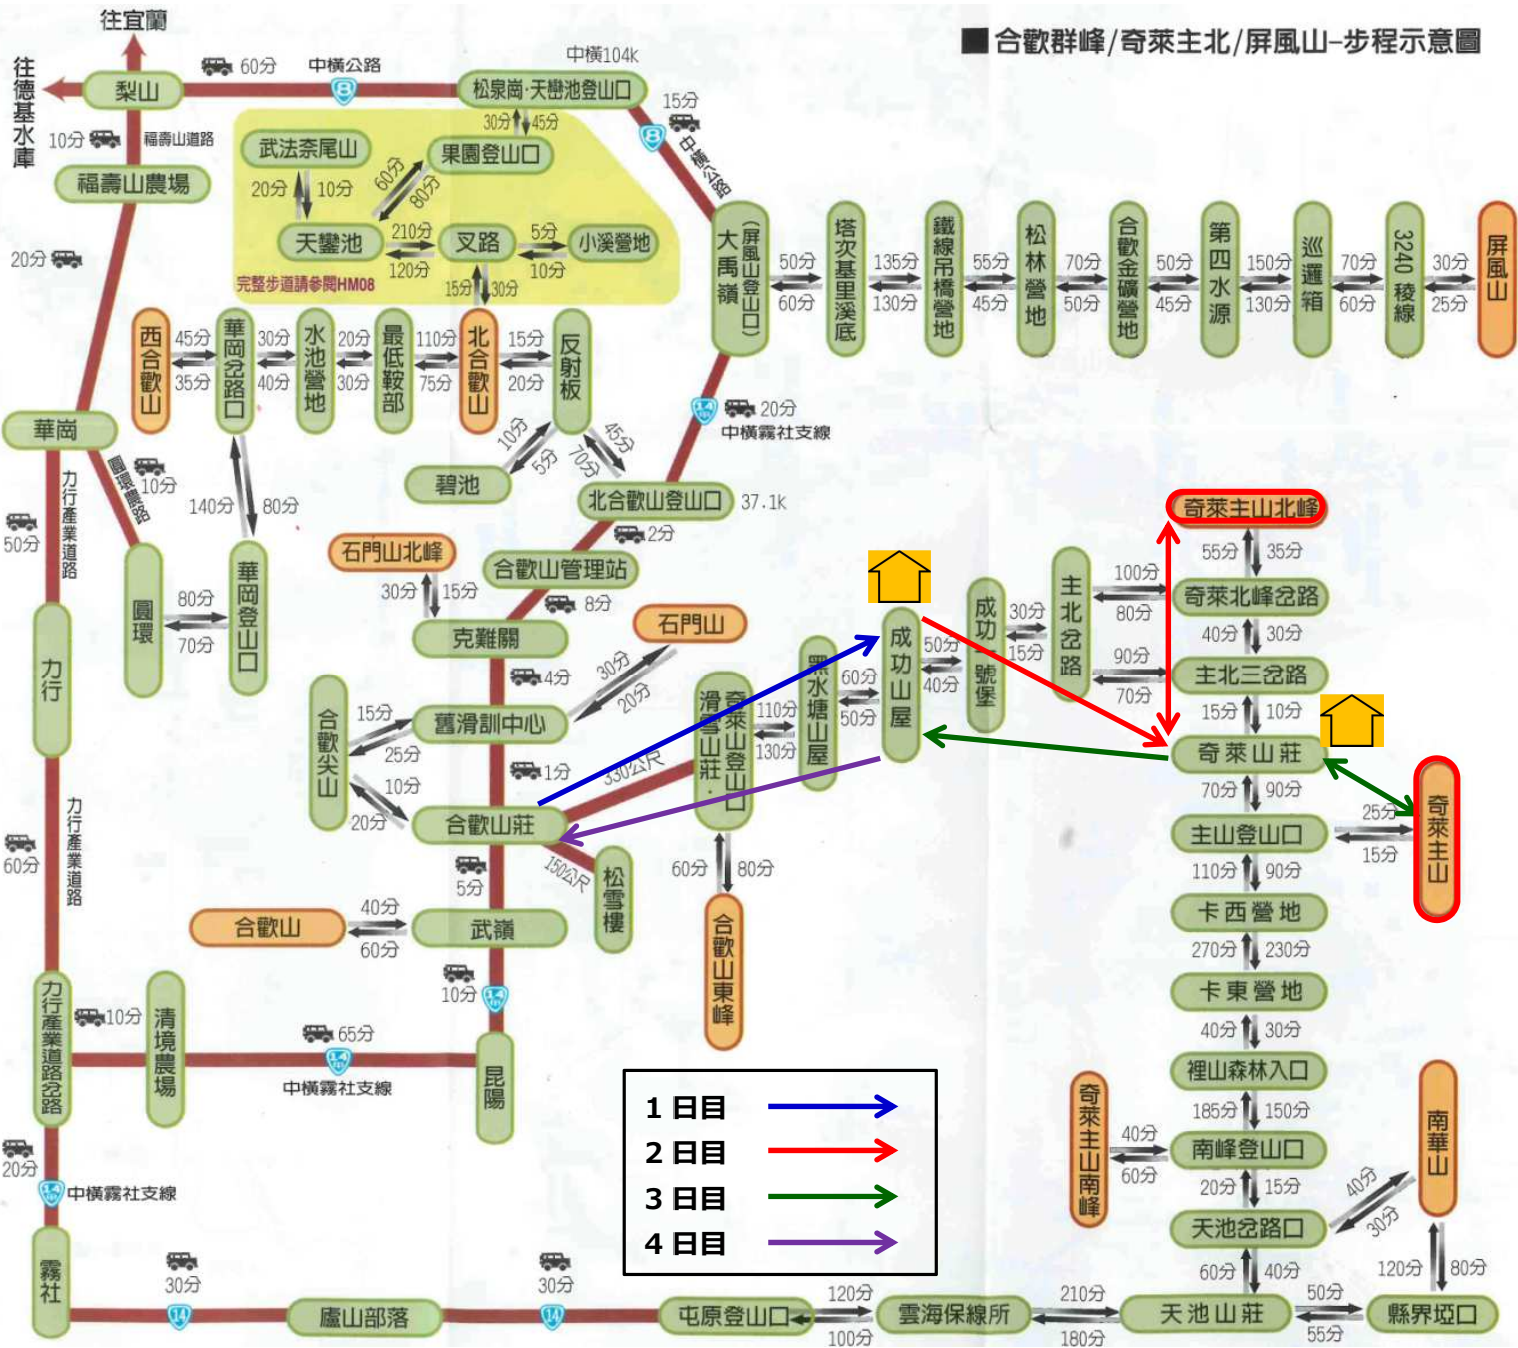 ■ 合歡群峰/奇萊主北/屏風山-步程示意圖
往宜蘭
往德基水庫
梨山
60分
中橫公路
8
中橫104K
松泉崗·天巒池登山口
15分
8
中橫公路
10分
福壽山道路
福壽山農場
30分
45分
武法奈尾山
果園登山口
20分
10分
60分
80分
天巒池
210分
120分
叉路
5分
10分
小溪營地
完整步道請參閱HM08
15分
30分
20分
大禹嶺
(屏風山登山口)
50分
60分
塔次基里溪底
135分
130分
鐵線吊橋營地
55分
45分
松林營地
70分
50分
合歡金礦營地
50分
45分
第四水源
150分
130分
巡邏箱
70分
60分
3240稜線
30分
25分
屏風山
西合歡山
45分
35分
華岡岔路口
30分
40分
水池營地
20分
30分
最低鞍部
110分
75分
北合歡山
15分
20分
反射板
14甲
20分
中橫霧社支線
華崗
圓環農路
10分
力行產業道路
50分
140分
80分
10分
5分
碧池
45分
70分
北合歡山登山口
37.1k
2分
合歡山管理站
石門山北峰
30分
15分
8分
克難關
石門山
圓環
80分
70分
華岡登山口
力行
4分
30分
20分
合歡尖山
15分
25分
舊滑訓中心
10分
20分
1分
330公尺
合歡山莊
150公尺
松雪樓
奇萊山登山口
滑雪山莊·
110分
130分
黑水塘山屋
60分
50分
成功山屋
50分
40分
成功一號堡
30分
15分
主北岔路
100分
80分
90分
70分
奇萊主山北峰
55分
35分
奇萊北峰岔路
40分
30分
主北三岔路
15分
10分
奇萊山莊
70分
90分
主山登山口
25分
15分
奇萊主山
110分
90分
卡西營地
270分
230分
卡東營地
40分
30分
裡山森林入口
185分
150分
南峰登山口
40分
60分
奇萊主山南峰
20分
15分
天池岔路口
40分
30分
南華山
60分
40分
120分
80分
60分
力行產業道路
5分
合歡山
40分
60分
武嶺
60分
80分
合歡山東峰
10分
14甲
力行產業道路岔路
10分
清境農場
65分
14甲
中橫霧社支線
昆陽
20分
14甲
中橫霧社支線
1日目
2日目
3日目
4日目
霧社
30分
14
廬山部落
30分
14
屯原登山口
120分
100分
雲海保線所
210分
180分
天池山莊
50分
55分
縣界埡口